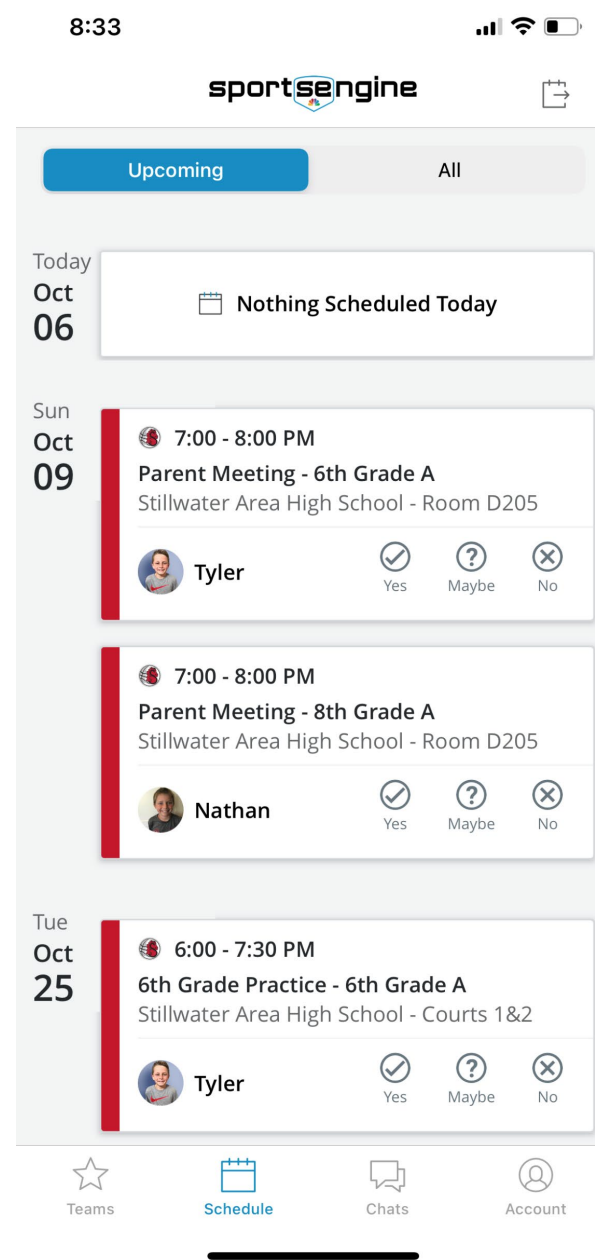 8:33
sportsengine
Upcoming
All
Today
Oct
06
Nothing Scheduled Today
Sun
Oct
09
7:00 - 8:00 PM
Parent Meeting - 6th Grade A
Stillwater Area High School - Room D205
Tyler
Yes
Maybe
No
7:00 - 8:00 PM
Parent Meeting - 8th Grade A
Stillwater Area High School - Room D205
Nathan
Yes
Maybe
No
Tue
Oct
25
6:00 - 7:30 PM
6th Grade Practice - 6th Grade A
Stillwater Area High School - Courts 1&2
Tyler
Yes
Maybe
No
Teams
Schedule
Chats
Account